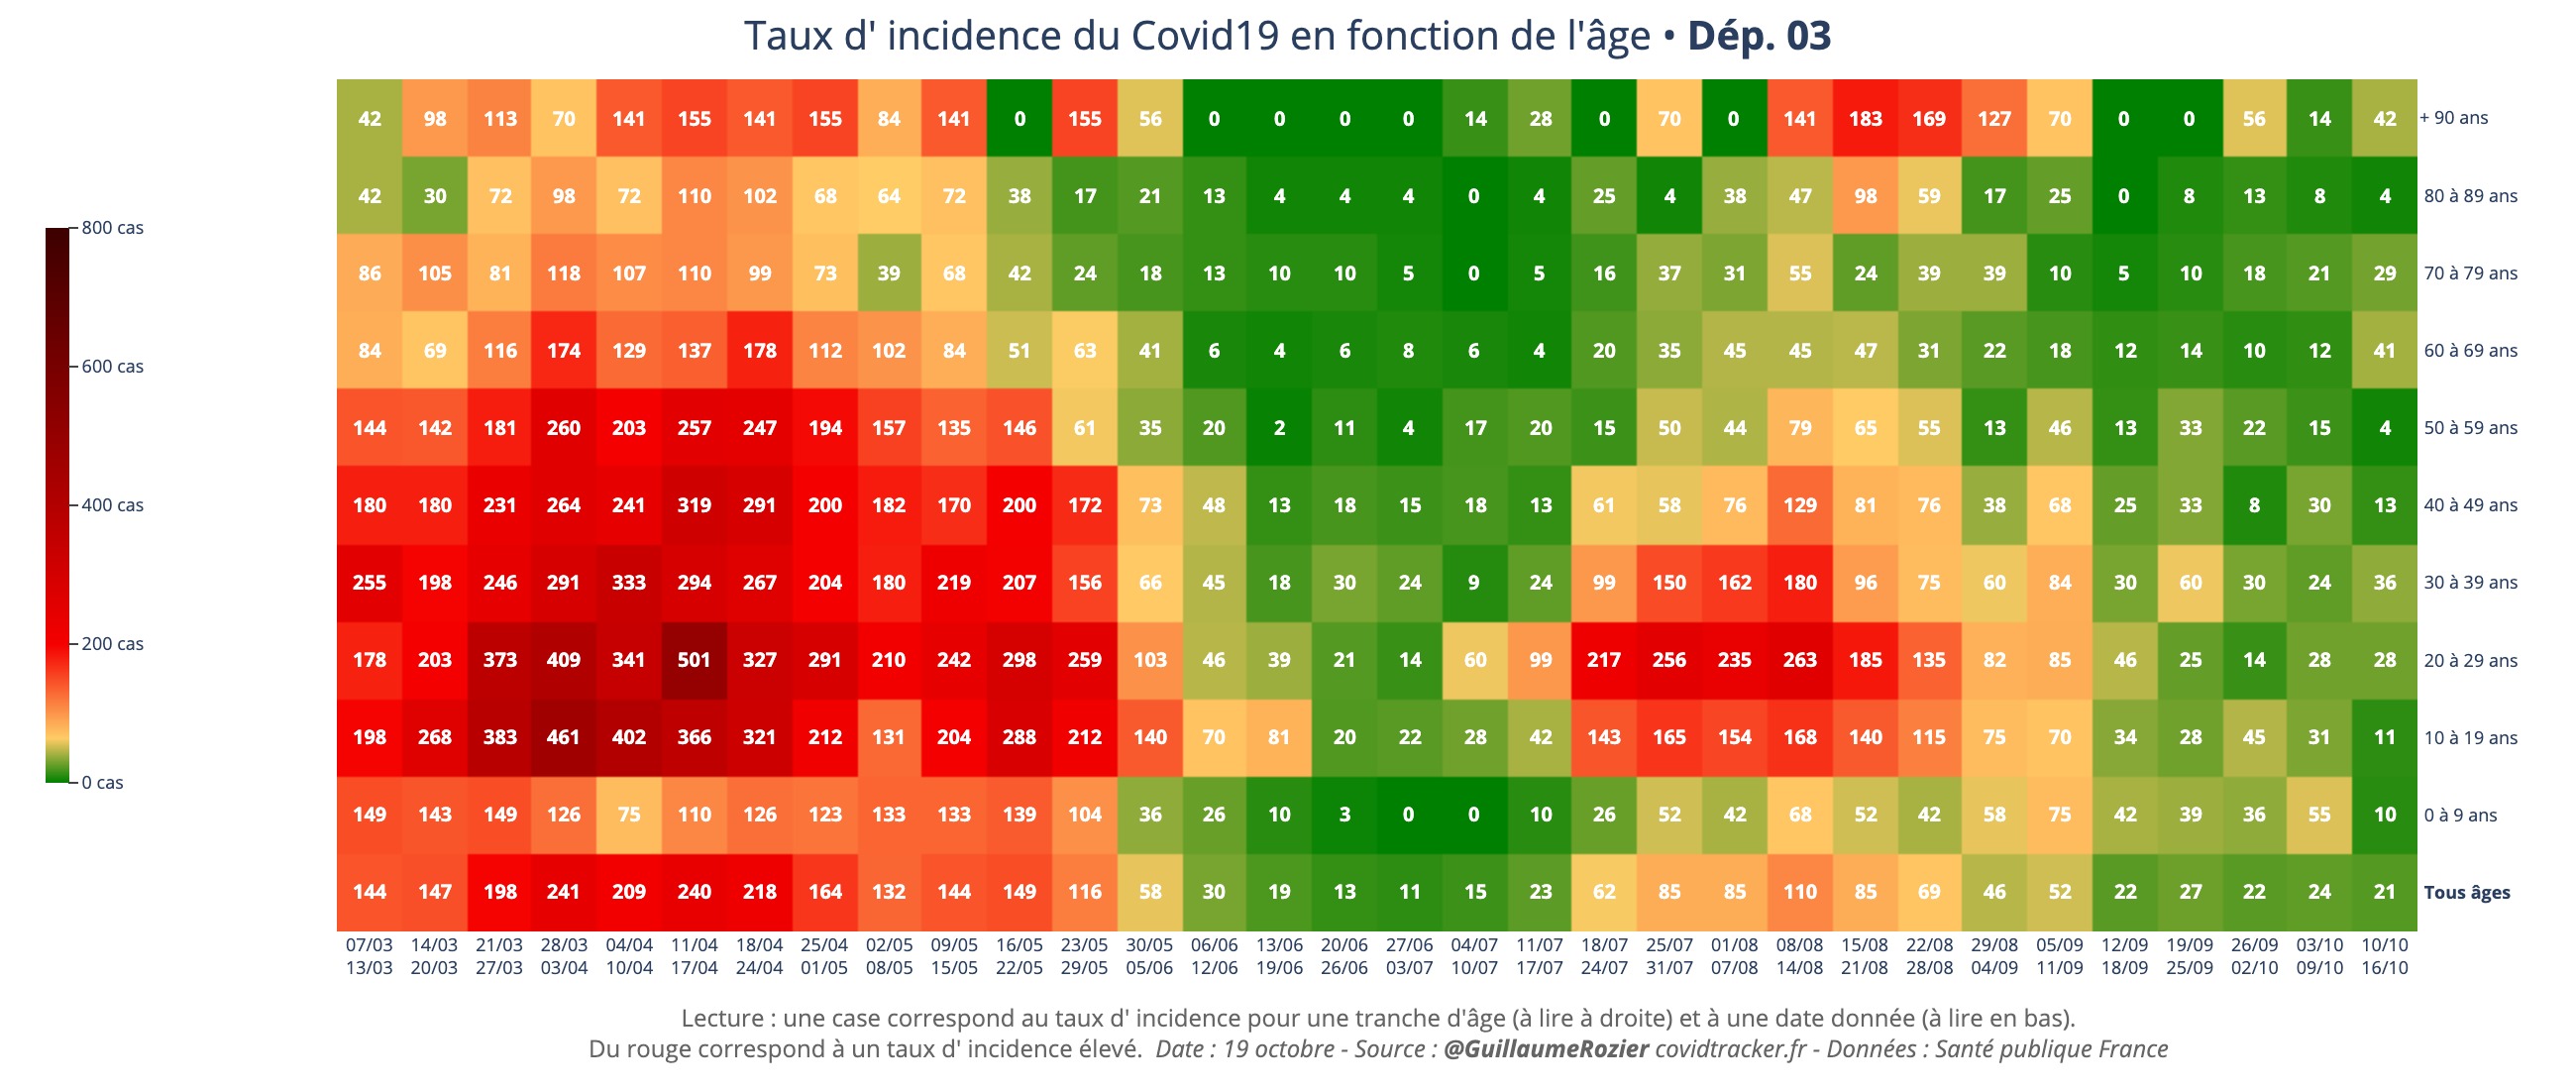 Taux d' incidence du Covid19 en fonction de l'âge • Dép. 03
42 98 113 70 141 155 141 155 84 141 0 155 56 0 0 0 0 14 28 0 70 0 141 183 169 127 70 0 0 56 14 42 + 90 ans
42 30 72 98 72 110 102 68 64 72 38 17 21 13 4 4 4 0 4 25 4 38 47 98 59 17 25 0 8 13 8 4 80 à 89 ans
800 cas
86 105 81 118 107 110 99 73 39 68 42 24 18 13 10 10 5 0 5 16 37 31 55 24 39 39 10 5 10 18 21 29 70 à 79 ans
84 69 116 174 129 137 178 112 102 84 51 63 41 6 4 6 8 6 4 20 35 45 45 47 31 22 18 12 14 10 12 41 60 à 69 ans
600 cas
144 142 181 260 203 257 247 194 157 135 146 61 35 20 2 11 4 17 20 15 50 44 79 65 55 13 46 13 33 22 15 4 50 à 59 ans
400 cas
180 180 231 264 241 319 291 200 182 170 200 172 73 48 13 18 15 18 13 61 58 76 129 81 76 38 68 25 33 8 30 13 40 à 49 ans
255 198 246 291 333 294 267 204 180 219 207 156 66 45 18 30 24 9 24 99 150 162 180 96 75 60 84 30 60 30 24 36 30 à 39 ans
200 cas
178 203 373 409 341 501 327 291 210 242 298 259 103 46 39 21 14 60 99 217 256 235 263 185 135 82 85 46 25 14 28 28 20 à 29 ans
198 268 383 461 402 366 321 212 131 204 288 212 140 70 81 20 22 28 42 143 165 154 168 140 115 75 70 34 28 45 31 11 10 à 19 ans
0 cas
149 143 149 126 75 110 126 123 133 133 139 104 36 26 10 3 0 0 10 26 52 42 68 52 42 58 75 42 39 36 55 10 0 à 9 ans
144 147 198 241 209 240 218 164 132 144 149 116 58 30 19 13 11 15 23 62 85 85 110 85 69 46 52 22 27 22 24 21 Tous âges
07/03 14/03 21/03 28/03 04/04 11/04 18/04 25/04 02/05 09/05 16/05 23/05 30/05 06/06 13/06 20/06 27/06 04/07 11/07 18/07 25/07 01/08 08/08 15/08 22/08 29/08 05/09 12/09 19/09 26/09 03/10 10/10
13/03 20/03 27/03 03/04 10/04 17/04 24/04 01/05 08/05 15/05 22/05 29/05 05/06 12/06 19/06 26/06 03/07 10/07 17/07 24/07 31/07 07/08 14/08 21/08 28/08 04/09 11/09 18/09 25/09 02/10 09/10 16/10
Lecture : une case correspond au taux d' incidence pour une tranche d'âge (à lire à droite) et à une date donnée (à lire en bas).
Du rouge correspond à un taux d' incidence élevé. Date : 19 octobre - Source : @GuillaumeRozier covidtracker.fr - Données : Santé publique France